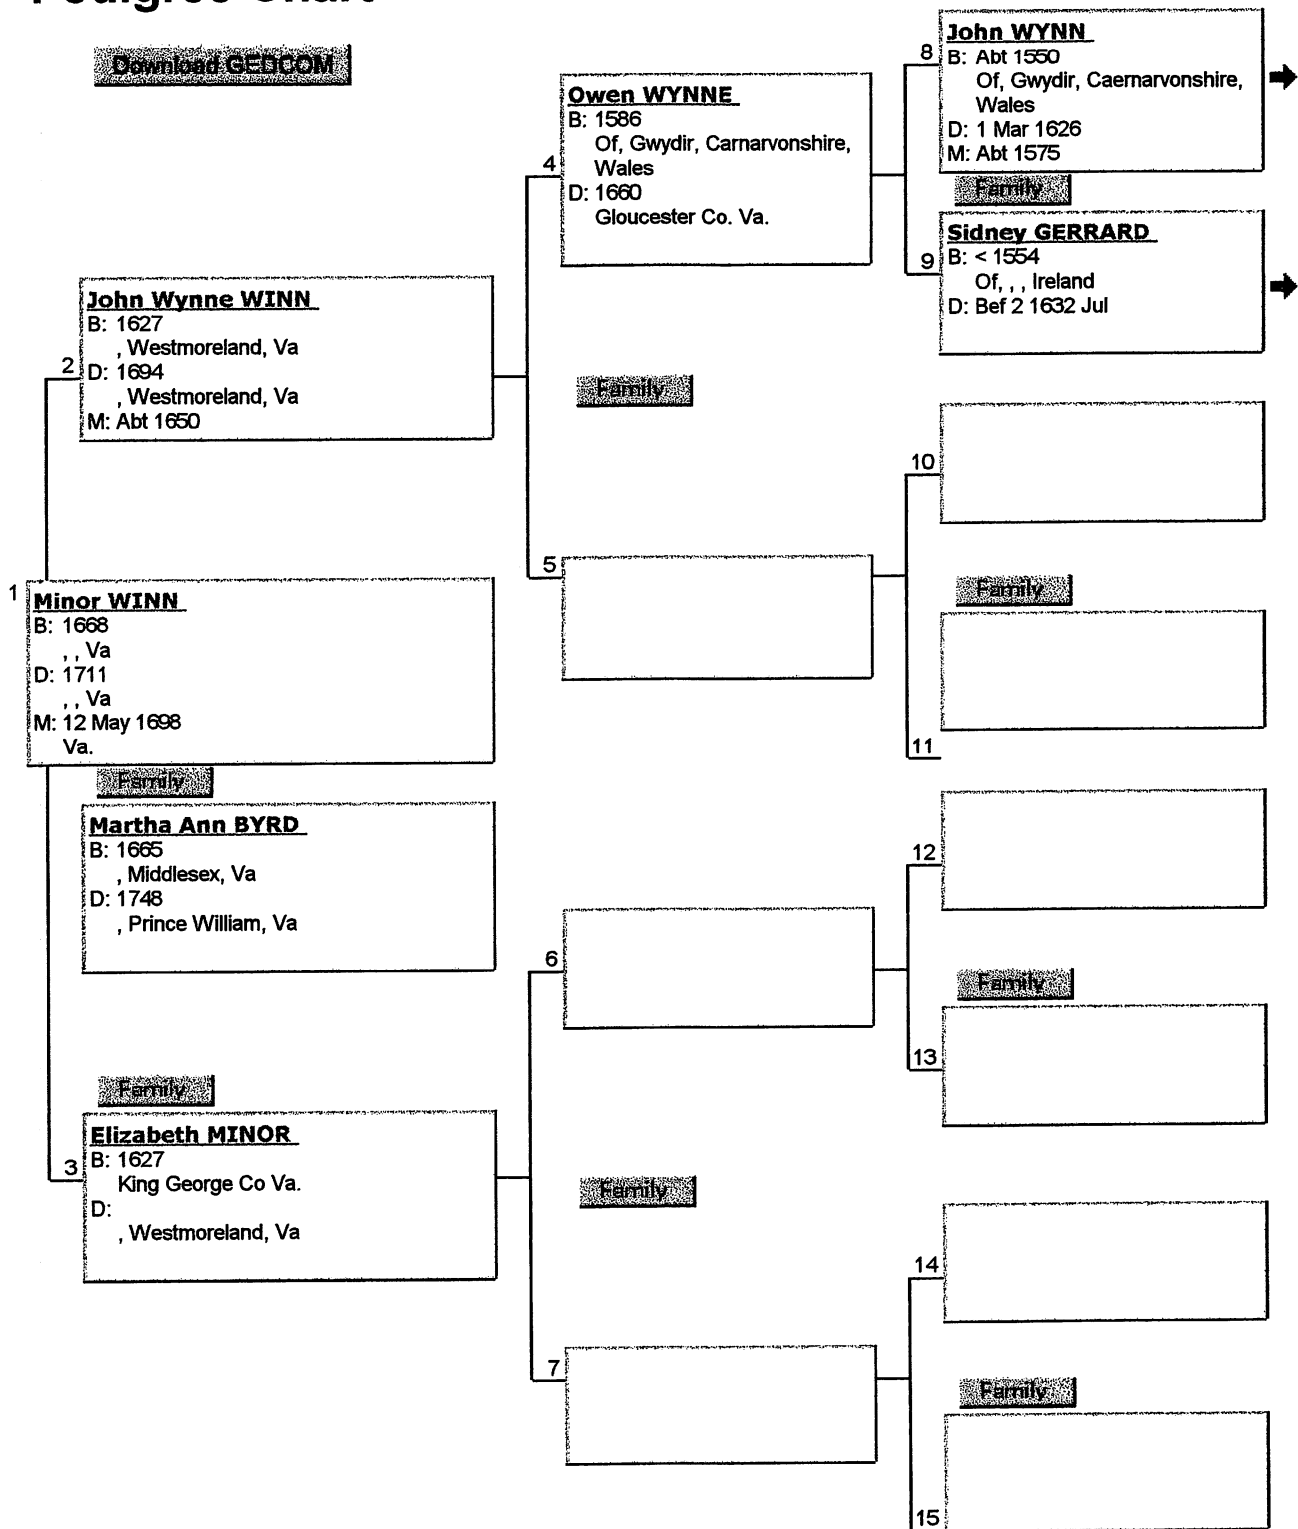 Pedigree Chart
Download GEDCOM
8
John WYNN
B: Abt 1550
Of, Gwydir, Caernarvonshire,
Wales
D: 1 Mar 1626
M: Abt 1575
Family
9
Sidney GERRARD
B: < 1554
Of, , , Ireland
D: Bef 2 1632 Jul
4
Owen WYNNE
B: 1586
Of, Gwydir, Carnarvonshire,
Wales
D: 1660
Gloucester Co. Va.
Family
2
John Wynne WINN
B: 1627
, Westmoreland, Va
D: 1694
, Westmoreland, Va
M: Abt 1650
10
5
Family
11
1
Minor WINN
B: 1668
, , Va
D: 1711
, , Va
M: 12 May 1698
Va.
Family
Martha Ann BYRD
B: 1665
, Middlesex, Va
D: 1748
, Prince William, Va
12
6
Family
13
Family
3
Elizabeth MINOR
B: 1627
King George Co Va.
D:
, Westmoreland, Va
Family
14
7
Family
15